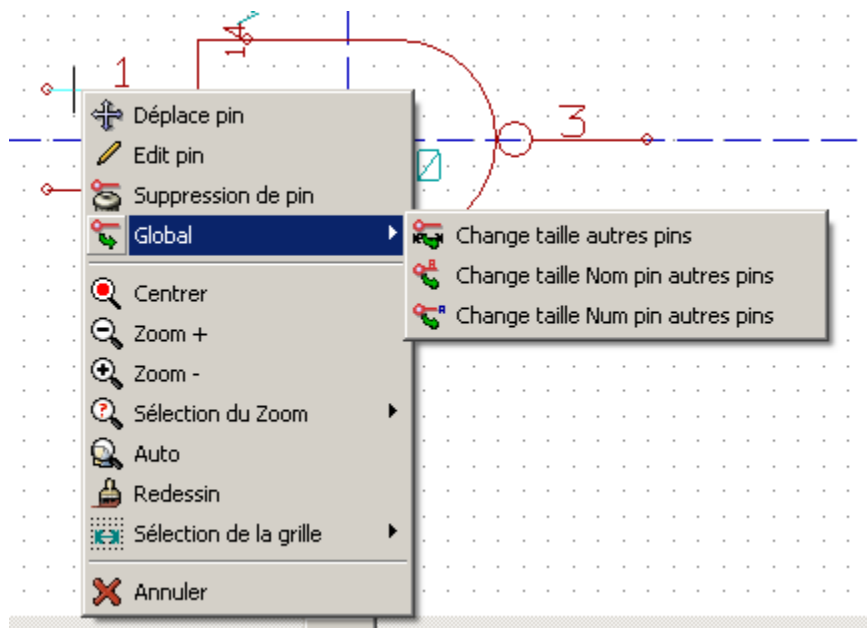 14
1
3
Déplace pin
Edit pin
Suppression de pin
Global
Change taille autres pins
Change taille Nom pin autres pins
Change taille Num pin autres pins
Centrer
Zoom +
Zoom -
Sélection du Zoom
Auto
Redessin
Sélection de la grille
Annuler